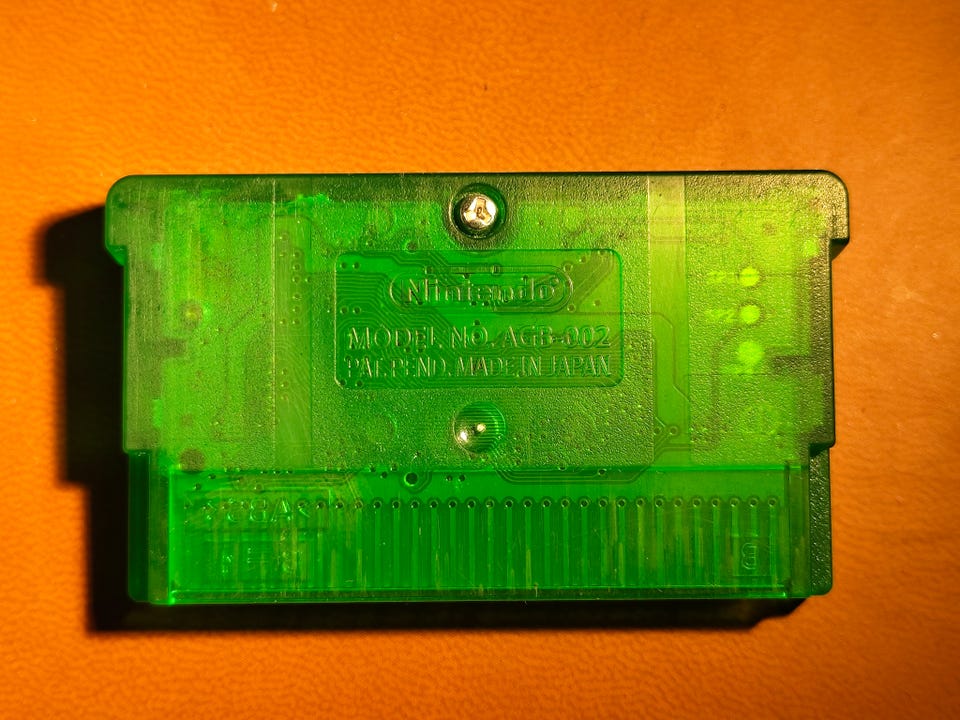 Nintendo
MODEL NO. AGB-002
PAT. PEND. MADE IN JAPAN